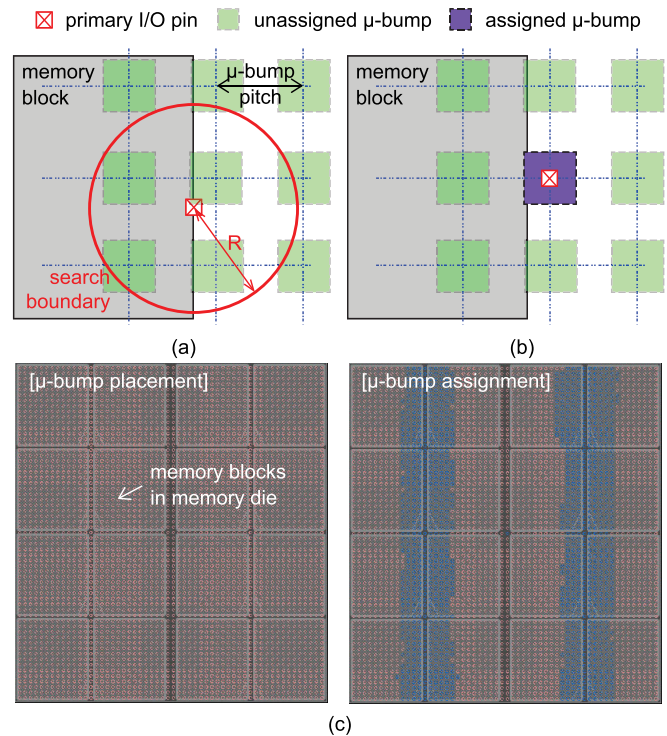 primary I/O pin unassigned μ-bump assigned μ-bump
memory
block
μ-bump
pitch
R
search
boundary
(a)
memory
block
(b)
[μ-bump placement]
memory blocks
in memory die
[μ-bump assignment]
(c)